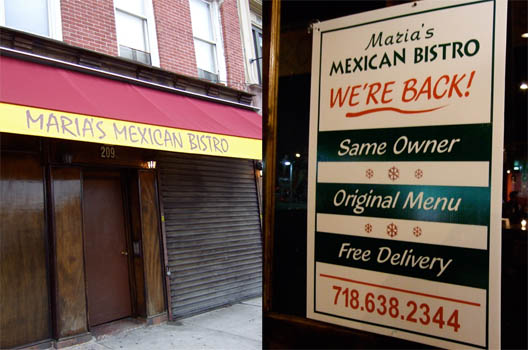 MARIA'S MEXICAN BISTRO
209
Maria's
MEXICAN BISTRO
WE'RE BACK!
Same Owner
Original Menu
Free Delivery
718.638.2344